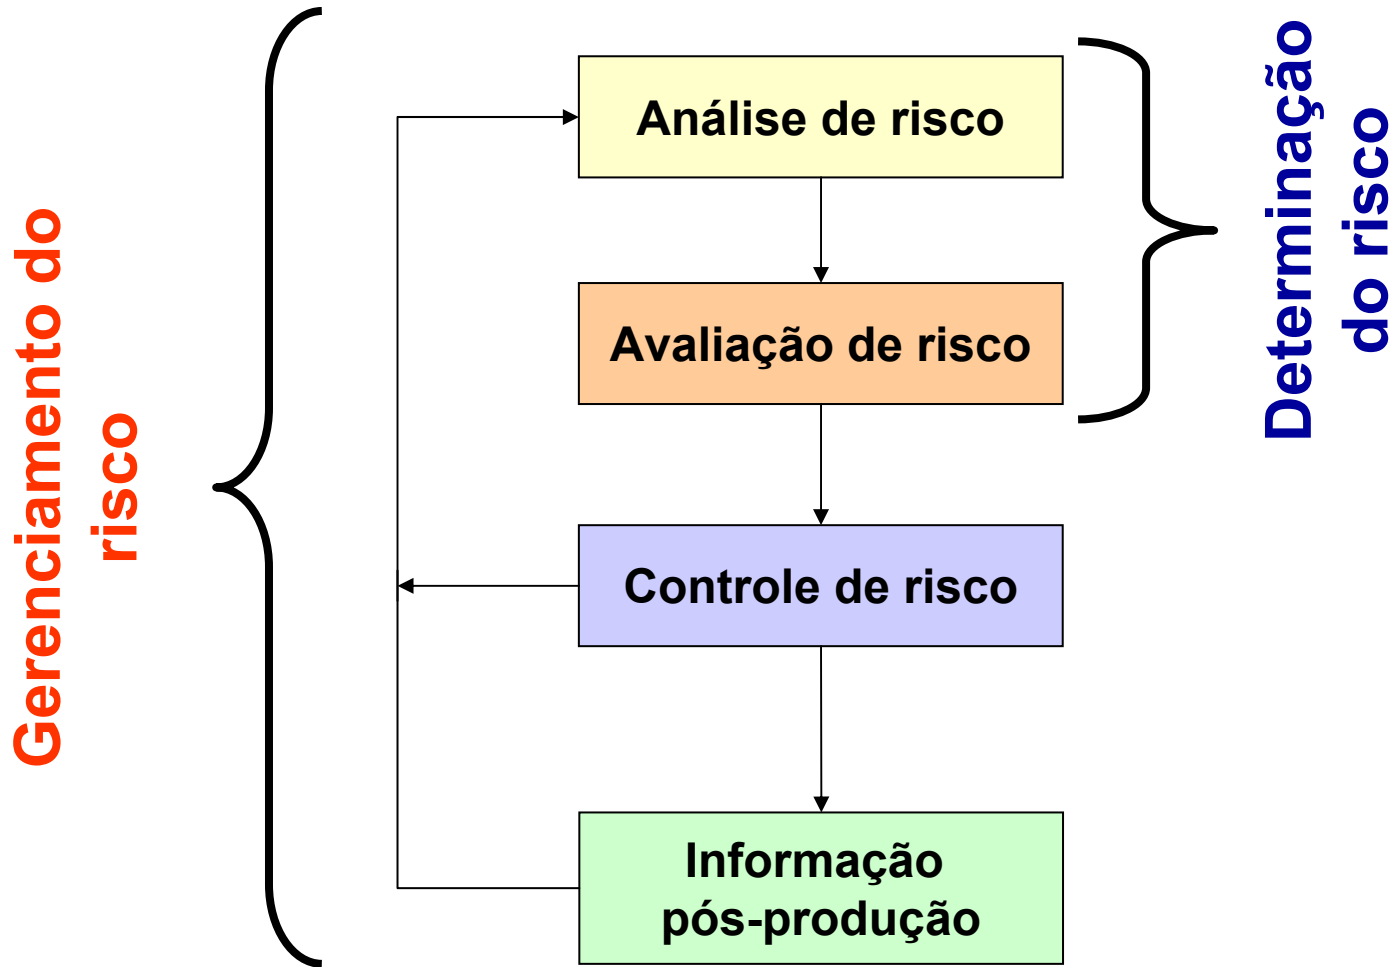 Gerenciamento do
risco
Análise de risco
Avaliação de risco
Controle de risco
Informação
pós-produção
Determinação
do risco